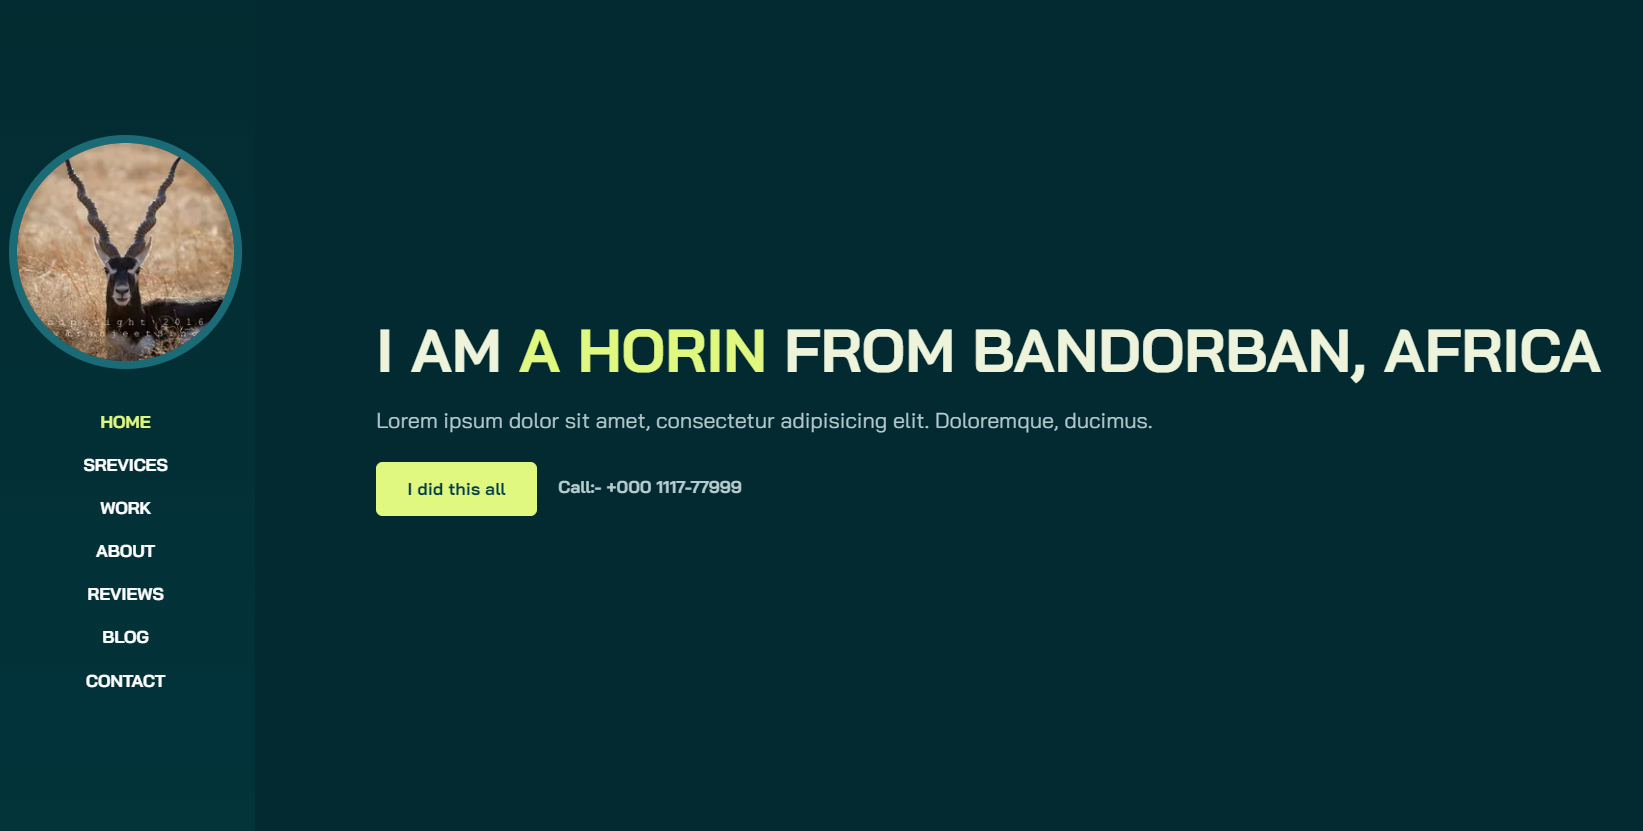 copyright 2016
HOME
SREVICES
WORK
ABOUT
REVIEWS
BLOG
CONTACT
I AM A HORIN FROM BANDORBAN, AFRICA
Lorem ipsum dolor sit amet, consectetur adipisicing elit. Doloremque, ducimus.
I did this all
Call:- +000 1117-77999